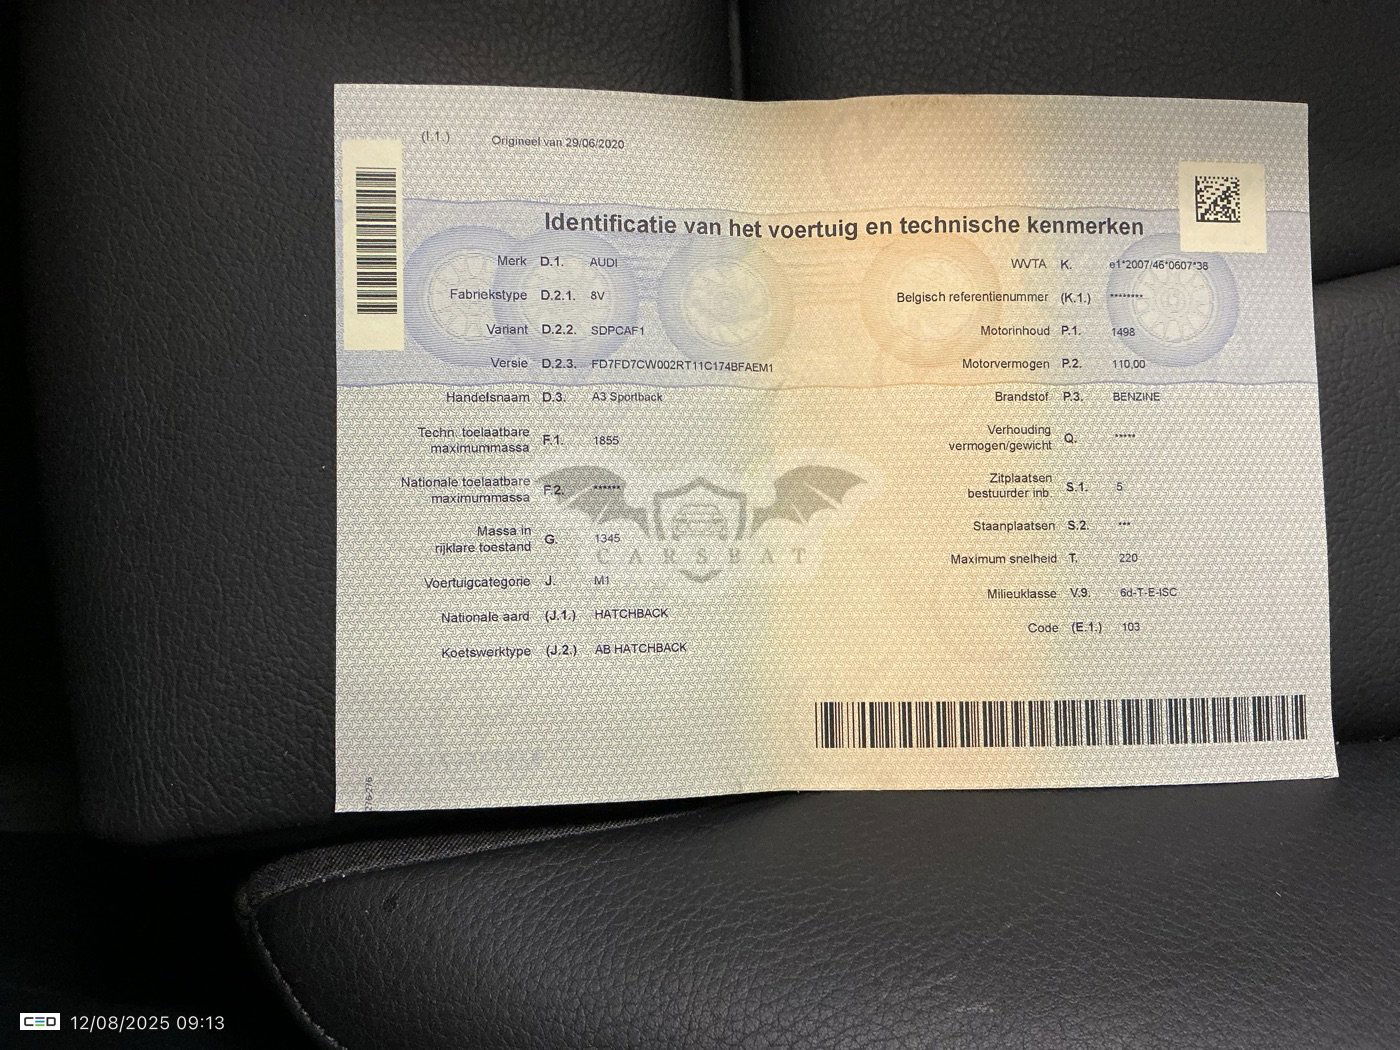 (I.1.) Origineel van 29/06/2020
Identificatie van het voertuig en technische kenmerken
Merk D.1. AUDI
Fabriekstype D.2.1. 8V
Variant D.2.2. SDPCAF1
Versie D.2.3. FD7FD7CW002RT11C174BFAEM1
Handelsnaam D.3. A3 Sportback
Techn. toelaatbare
maximummassa F.1. 1855
Nationale toelaatbare
maximummassa F.2. ******
Massa in
rijklare toestand G. 1345
Voertuigcategorie J. M1
Nationale aard (J.1.) HATCHBACK
Koetswerktype (J.2.) AB HATCHBACK
WVTA K. e1*2007/46*0607*38
Belgisch referentienummer (K.1.) ********
Motorinhoud P.1. 1498
Motorvermogen P.2. 110,00
Brandstof P.3. BENZINE
Verhouding
vermogen/gewicht Q. *****
Zitplaatsen
bestuurder inb. S.1. 5
Staanplaatsen S.2. ***
Maximum snelheid T. 220
Milieuklasse V.9. 6d-T-E-ISC
Code (E.1.) 103
CARSBAT
276-276
CED 12/08/2025 09:13